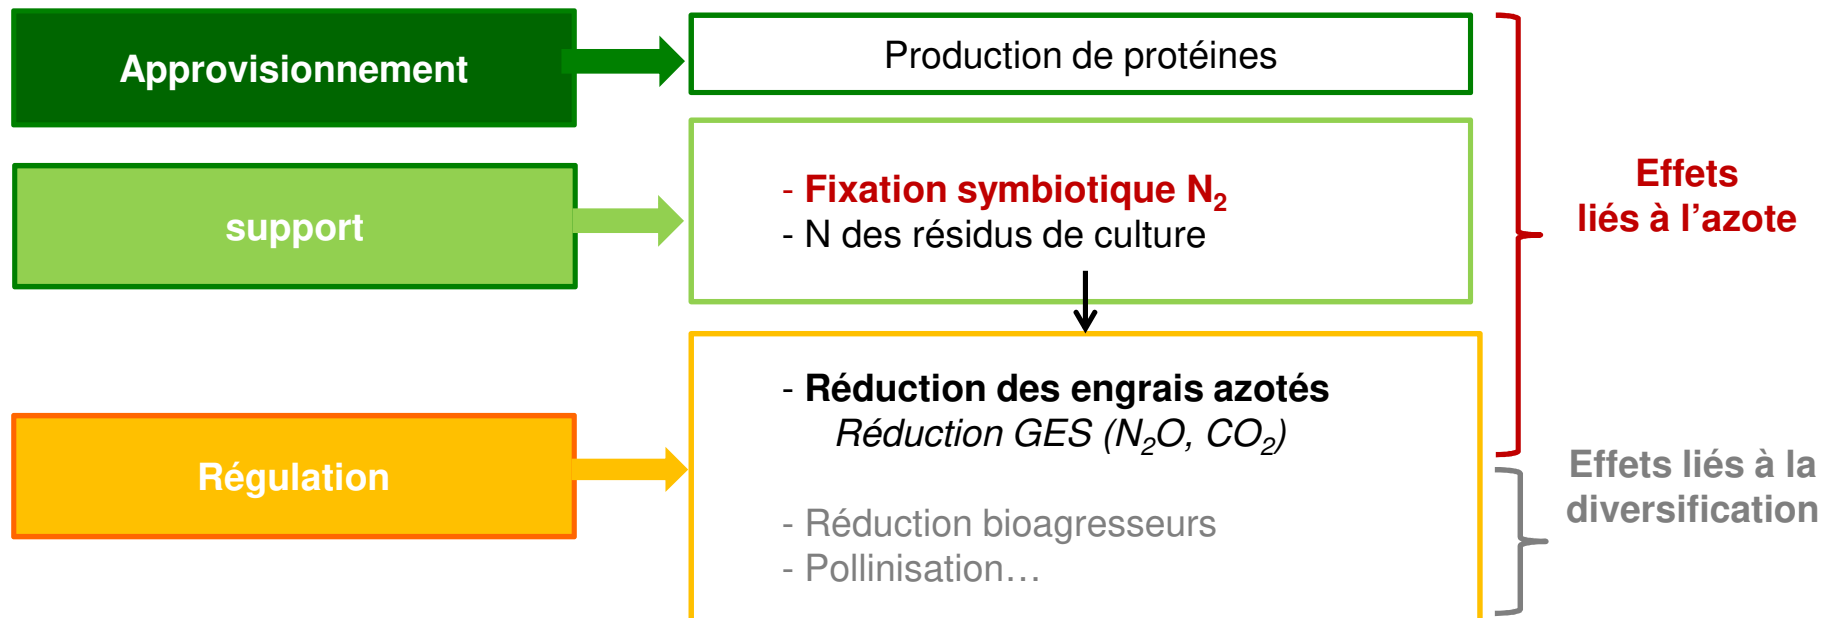 Approvisionnement
Production de protéines
support
- Fixation symbiotique N₂
- N des résidus de culture
Effets
liés à l’azote
Régulation
- Réduction des engrais azotés
Réduction GES (N₂O, CO₂)
- Réduction bioagresseurs
- Pollinisation…
Effets liés à la
diversification